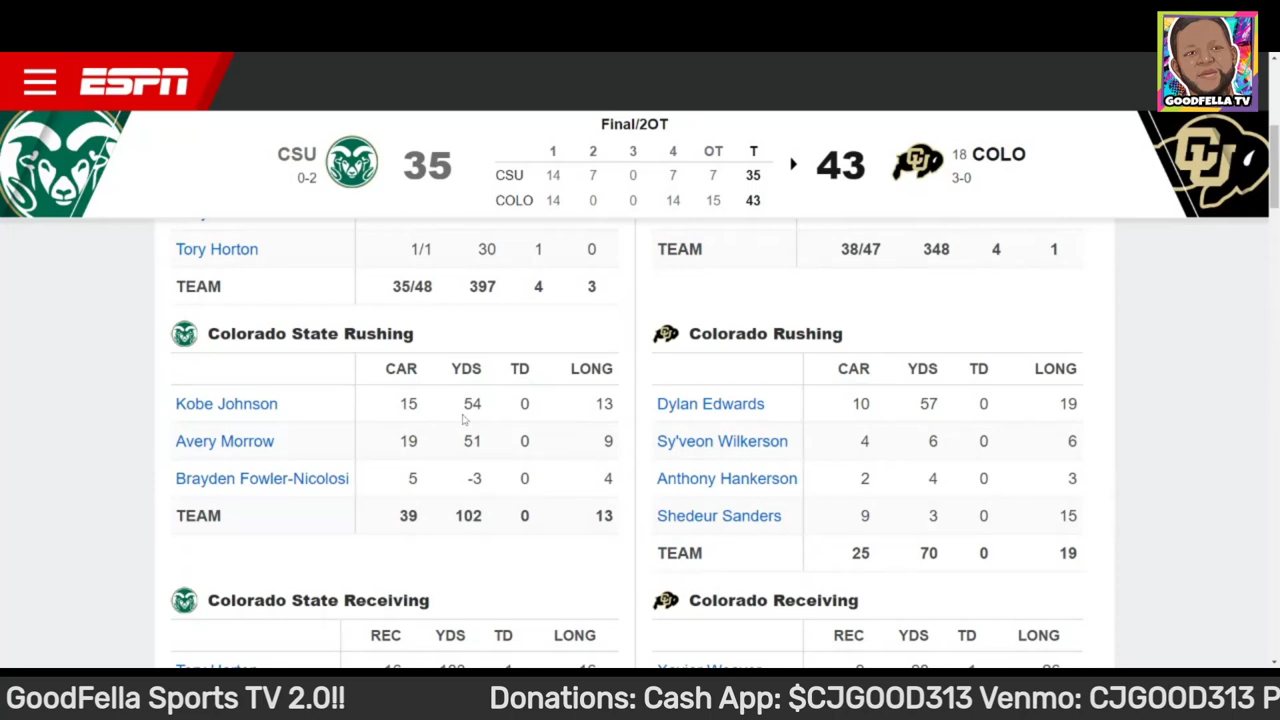 GOODFELLA TV
ESPN
Final/2OT
CSU 35
0-2
1 2 3 4 OT T
CSU 14 7 0 7 7 35
COLO 14 0 0 14 15 43
43 18 COLO
3-0
Tory Horton 1/1 30 1 0
TEAM 35/48 397 4 3
TEAM 38/47 348 4 1
Colorado State Rushing
CAR YDS TD LONG
Kobe Johnson 15 54 0 13
Avery Morrow 19 51 0 9
Brayden Fowler-Nicolosi 5 -3 0 4
TEAM 39 102 0 13
Colorado Rushing
CAR YDS TD LONG
Dylan Edwards 10 57 0 19
Sy'veon Wilkerson 4 6 0 6
Anthony Hankerson 2 4 0 3
Shedeur Sanders 9 3 0 15
TEAM 25 70 0 19
Colorado State Receiving
REC YDS TD LONG
Colorado Receiving
REC YDS TD LONG
GoodFella Sports TV 2.0!! Donations: Cash App: $CJGOOD313 Venmo: CJGOOD313 P